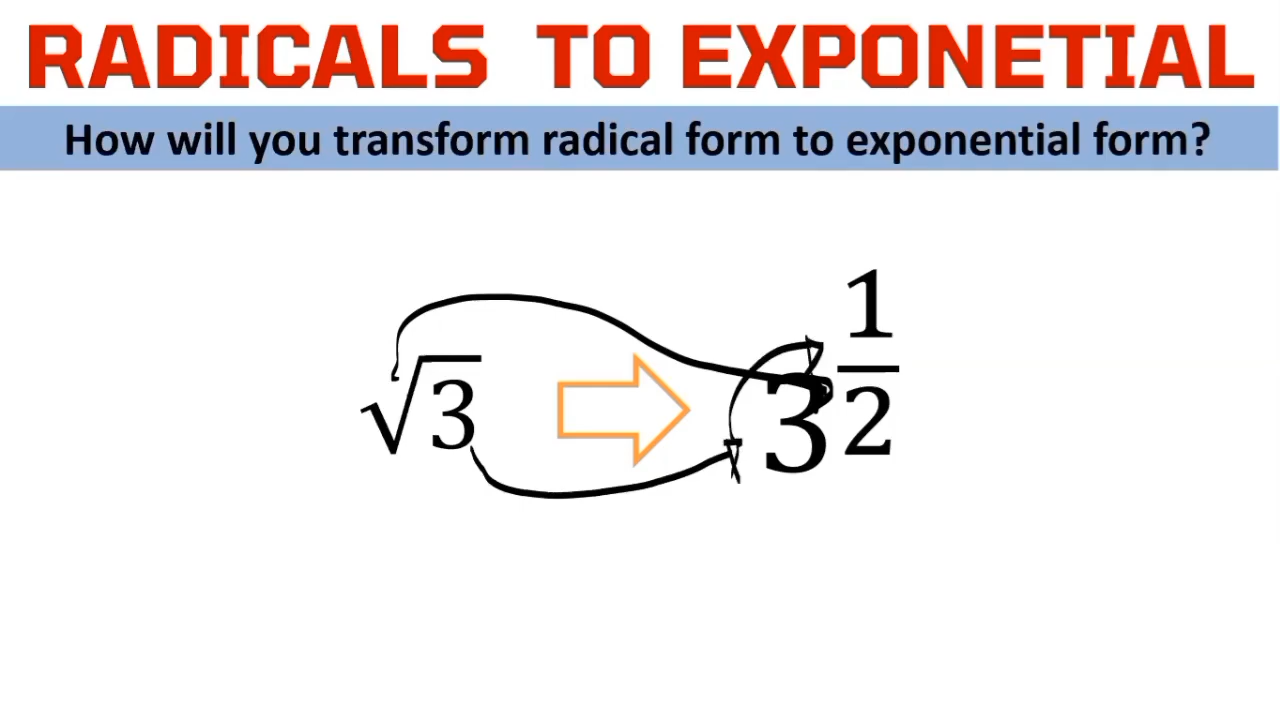 RADICALS TO EXPONETIAL
How will you transform radical form to exponential form?
√3 3^{1/2}